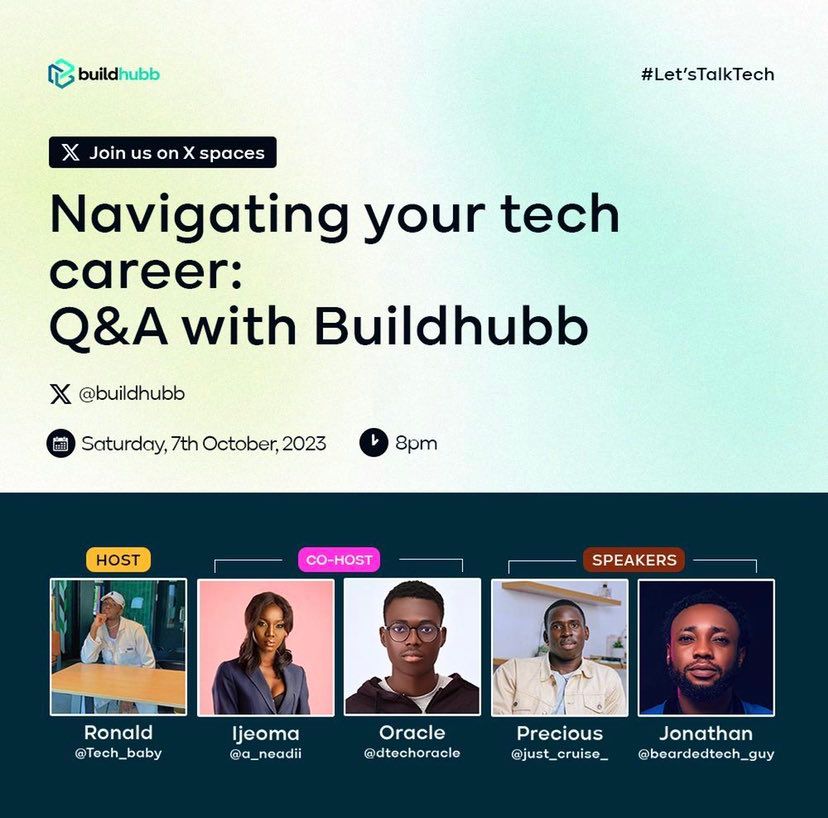 buildhubb
#Let'sTalkTech
X Join us on X spaces
Navigating your tech
career:
Q&A with Buildhubb
X @buildhubb
Saturday, 7th October, 2023
8pm
HOST
CO-HOST
SPEAKERS
Ronald
@Tech_baby
Ijeoma
@a_neadii
Oracle
@dtechoracle
Precious
@just_cruise_
Jonathan
@beardedtech_guy